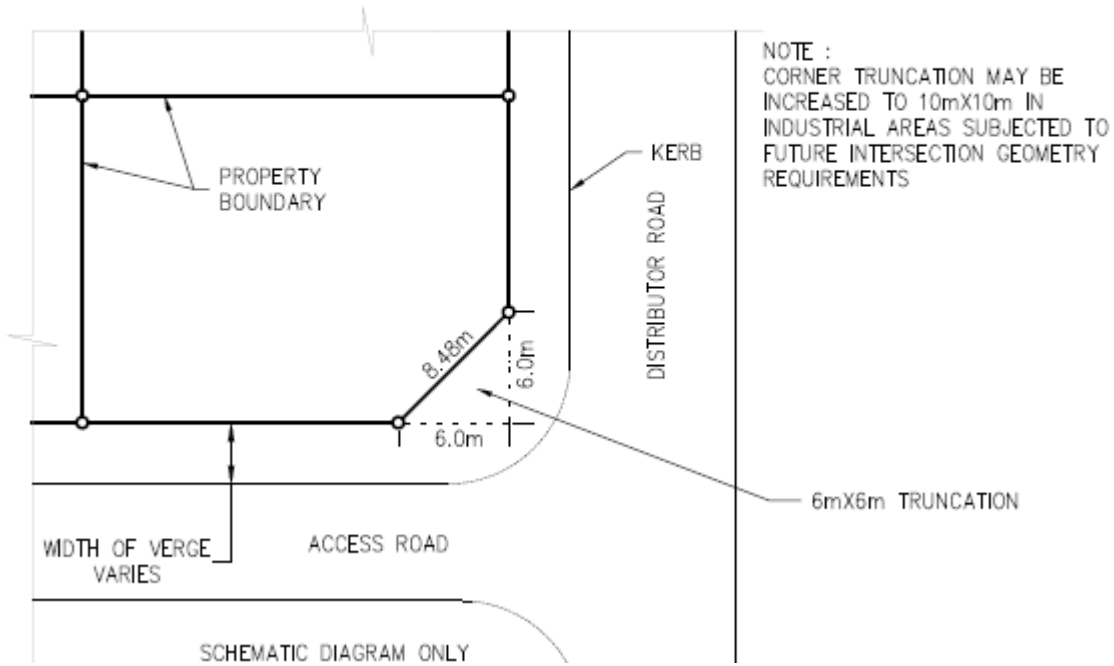 NOTE :
CORNER TRUNCATION MAY BE
INCREASED TO 10mX10m IN
INDUSTRIAL AREAS SUBJECTED TO
FUTURE INTERSECTION GEOMETRY
REQUIREMENTS
KERB
PROPERTY
BOUNDARY
DISTRIBUTOR ROAD
8.48m
6.0m
6.0m
6mX6m TRUNCATION
WIDTH OF VERGE
VARIES
ACCESS ROAD
SCHEMATIC DIAGRAM ONLY